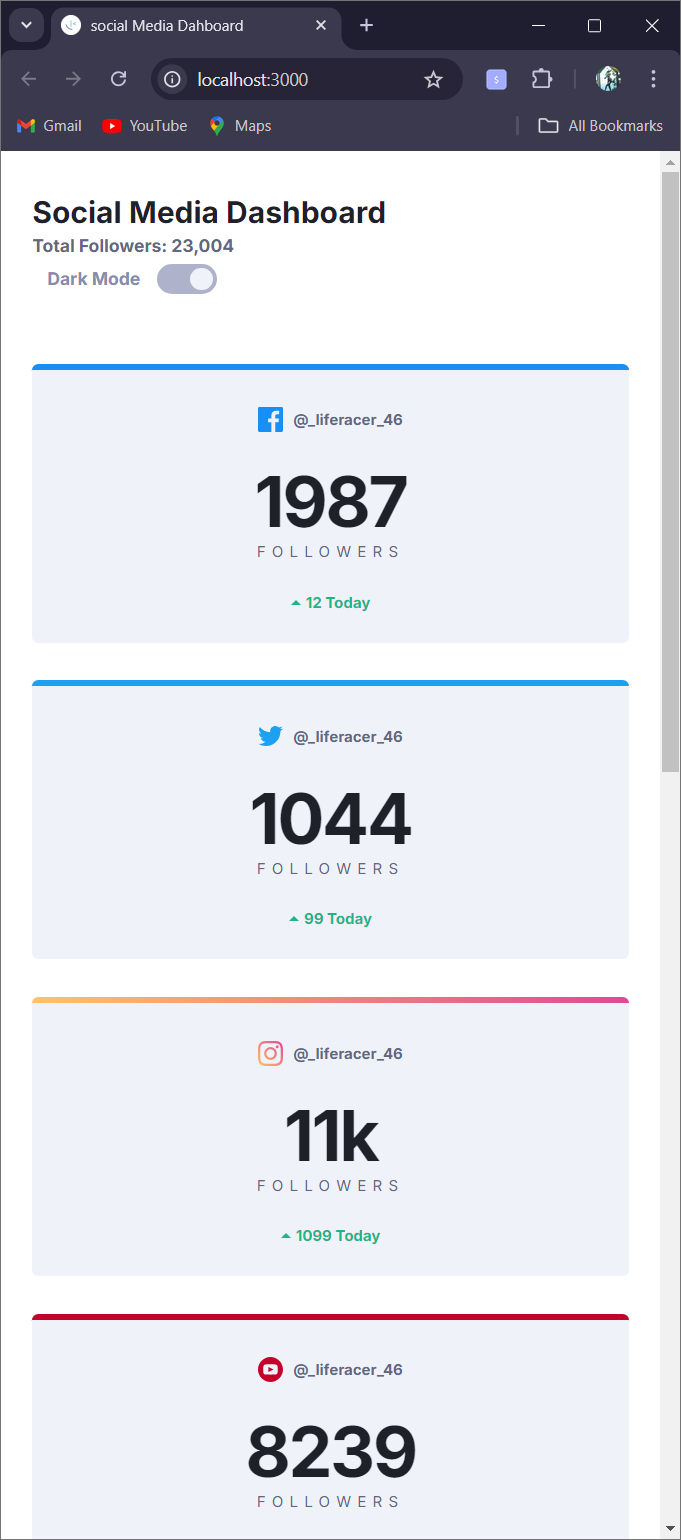 social Media Dahboard
localhost:3000
Gmail YouTube Maps All Bookmarks
Social Media Dashboard
Total Followers: 23,004
Dark Mode
@_liferacer_46
1987
FOLLOWERS
12 Today
@_liferacer_46
1044
FOLLOWERS
99 Today
@_liferacer_46
11k
FOLLOWERS
1099 Today
@_liferacer_46
8239
FOLLOWERS